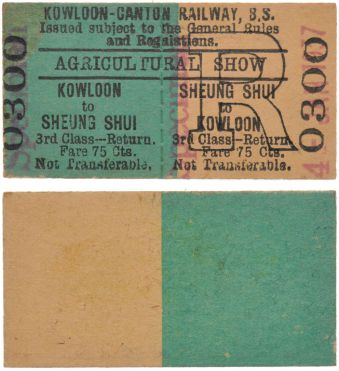 KOWLOON-CANTON RAILWAY, B.S.
Issued subject to the General Rules
and Regulations.
AGRICULTURAL SHOW
KOWLOON
to
SHEUNG SHUI
3rd Class—Return.
Fare 75 Cts.
Not Transferable,
SHEUNG SHUI
to
KOWLOON
3rd Class—Return.
Fare 75 Cts.
Not Transferable.
R
0300
0300